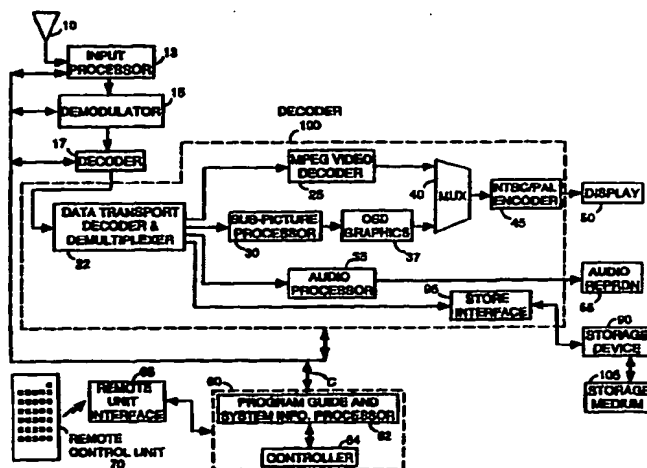 10
INPUT
PROCESSOR
13
DEMODULATOR
15
17
DECODER
DECODER
100
MPEG VIDEO
DECODER
25
40
MUX
NTSC/PAL
ENCODER
45
DISPLAY
50
DATA TRANSPORT
DECODER &
DEMULTIPLEXER
22
SUB-PICTURE
PROCESSOR
30
OSD
GRAPHICS
37
35
AUDIO
PROCESSOR
95
STORE
INTERFACE
AUDIO
REPRDN
55
90
STORAGE
DEVICE
105
STORAGE
MEDIUM
C
60
65
REMOTE
UNIT
INTERFACE
PROGRAM GUIDE AND
SYSTEM INFO. PROCESSOR
62
64
CONTROLLER
REMOTE
CONTROL UNIT
70